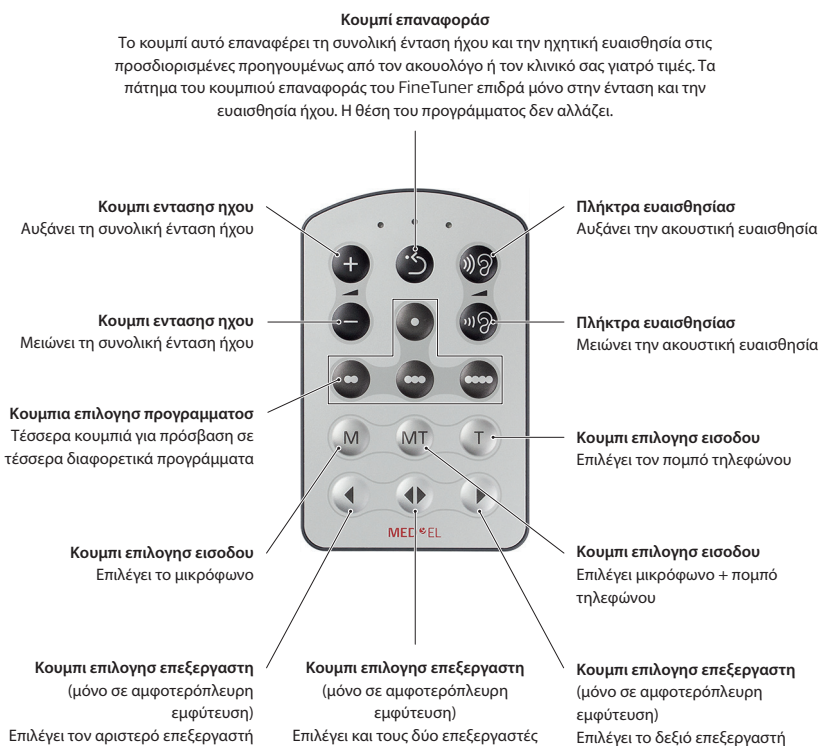 Κουμπί επαναφοράσ
Το κουμπί αυτό επαναφέρει τη συνολική ένταση ήχου και την ηχητική ευαισθησία στις
προσδιορισμένες προηγουμένως από τον ακουολόγο ή τον κλινικό σας γιατρό τιμές. Τα
πάτημα του κουμπιού επαναφοράς του FineTuner επιδρά μόνο στην ένταση και την
ευαισθησία ήχου. Η θέση του προγράμματος δεν αλλάζει.
Κουμπι εντασησ ηχου
Αυξάνει τη συνολική ένταση ήχου
Πλήκτρα ευαισθησίασ
Αυξάνει την ακουστική ευαισθησία
Κουμπι εντασησ ηχου
Μειώνει τη συνολική ένταση ήχου
Πλήκτρα ευαισθησίασ
Μειώνει την ακουστική ευαισθησία
Κουμπια επιλογησ προγραμματοσ
Τέσσερα κουμπιά για πρόσβαση σε
τέσσερα διαφορετικά προγράμματα
M MT T
Κουμπι επιλογησ εισοδου
Επιλέγει τον πομπό τηλεφώνου
MED EL
Κουμπι επιλογησ εισοδου
Επιλέγει το μικρόφωνο
Κουμπι επιλογησ εισοδου
Επιλέγει μικρόφωνο + πομπό
τηλεφώνου
Κουμπι επιλογησ επεξεργαστη
(μόνο σε αμφοτερόπλευρη
εμφύτευση)
Επιλέγει τον αριστερό επεξεργαστή
Κουμπι επιλογησ επεξεργαστη
(μόνο σε αμφοτερόπλευρη
εμφύτευση)
Επιλέγει και τους δύο επεξεργαστές
Κουμπι επιλογησ επεξεργαστη
(μόνο σε αμφοτερόπλευρη
εμφύτευση)
Επιλέγει το δεξιό επεξεργαστή